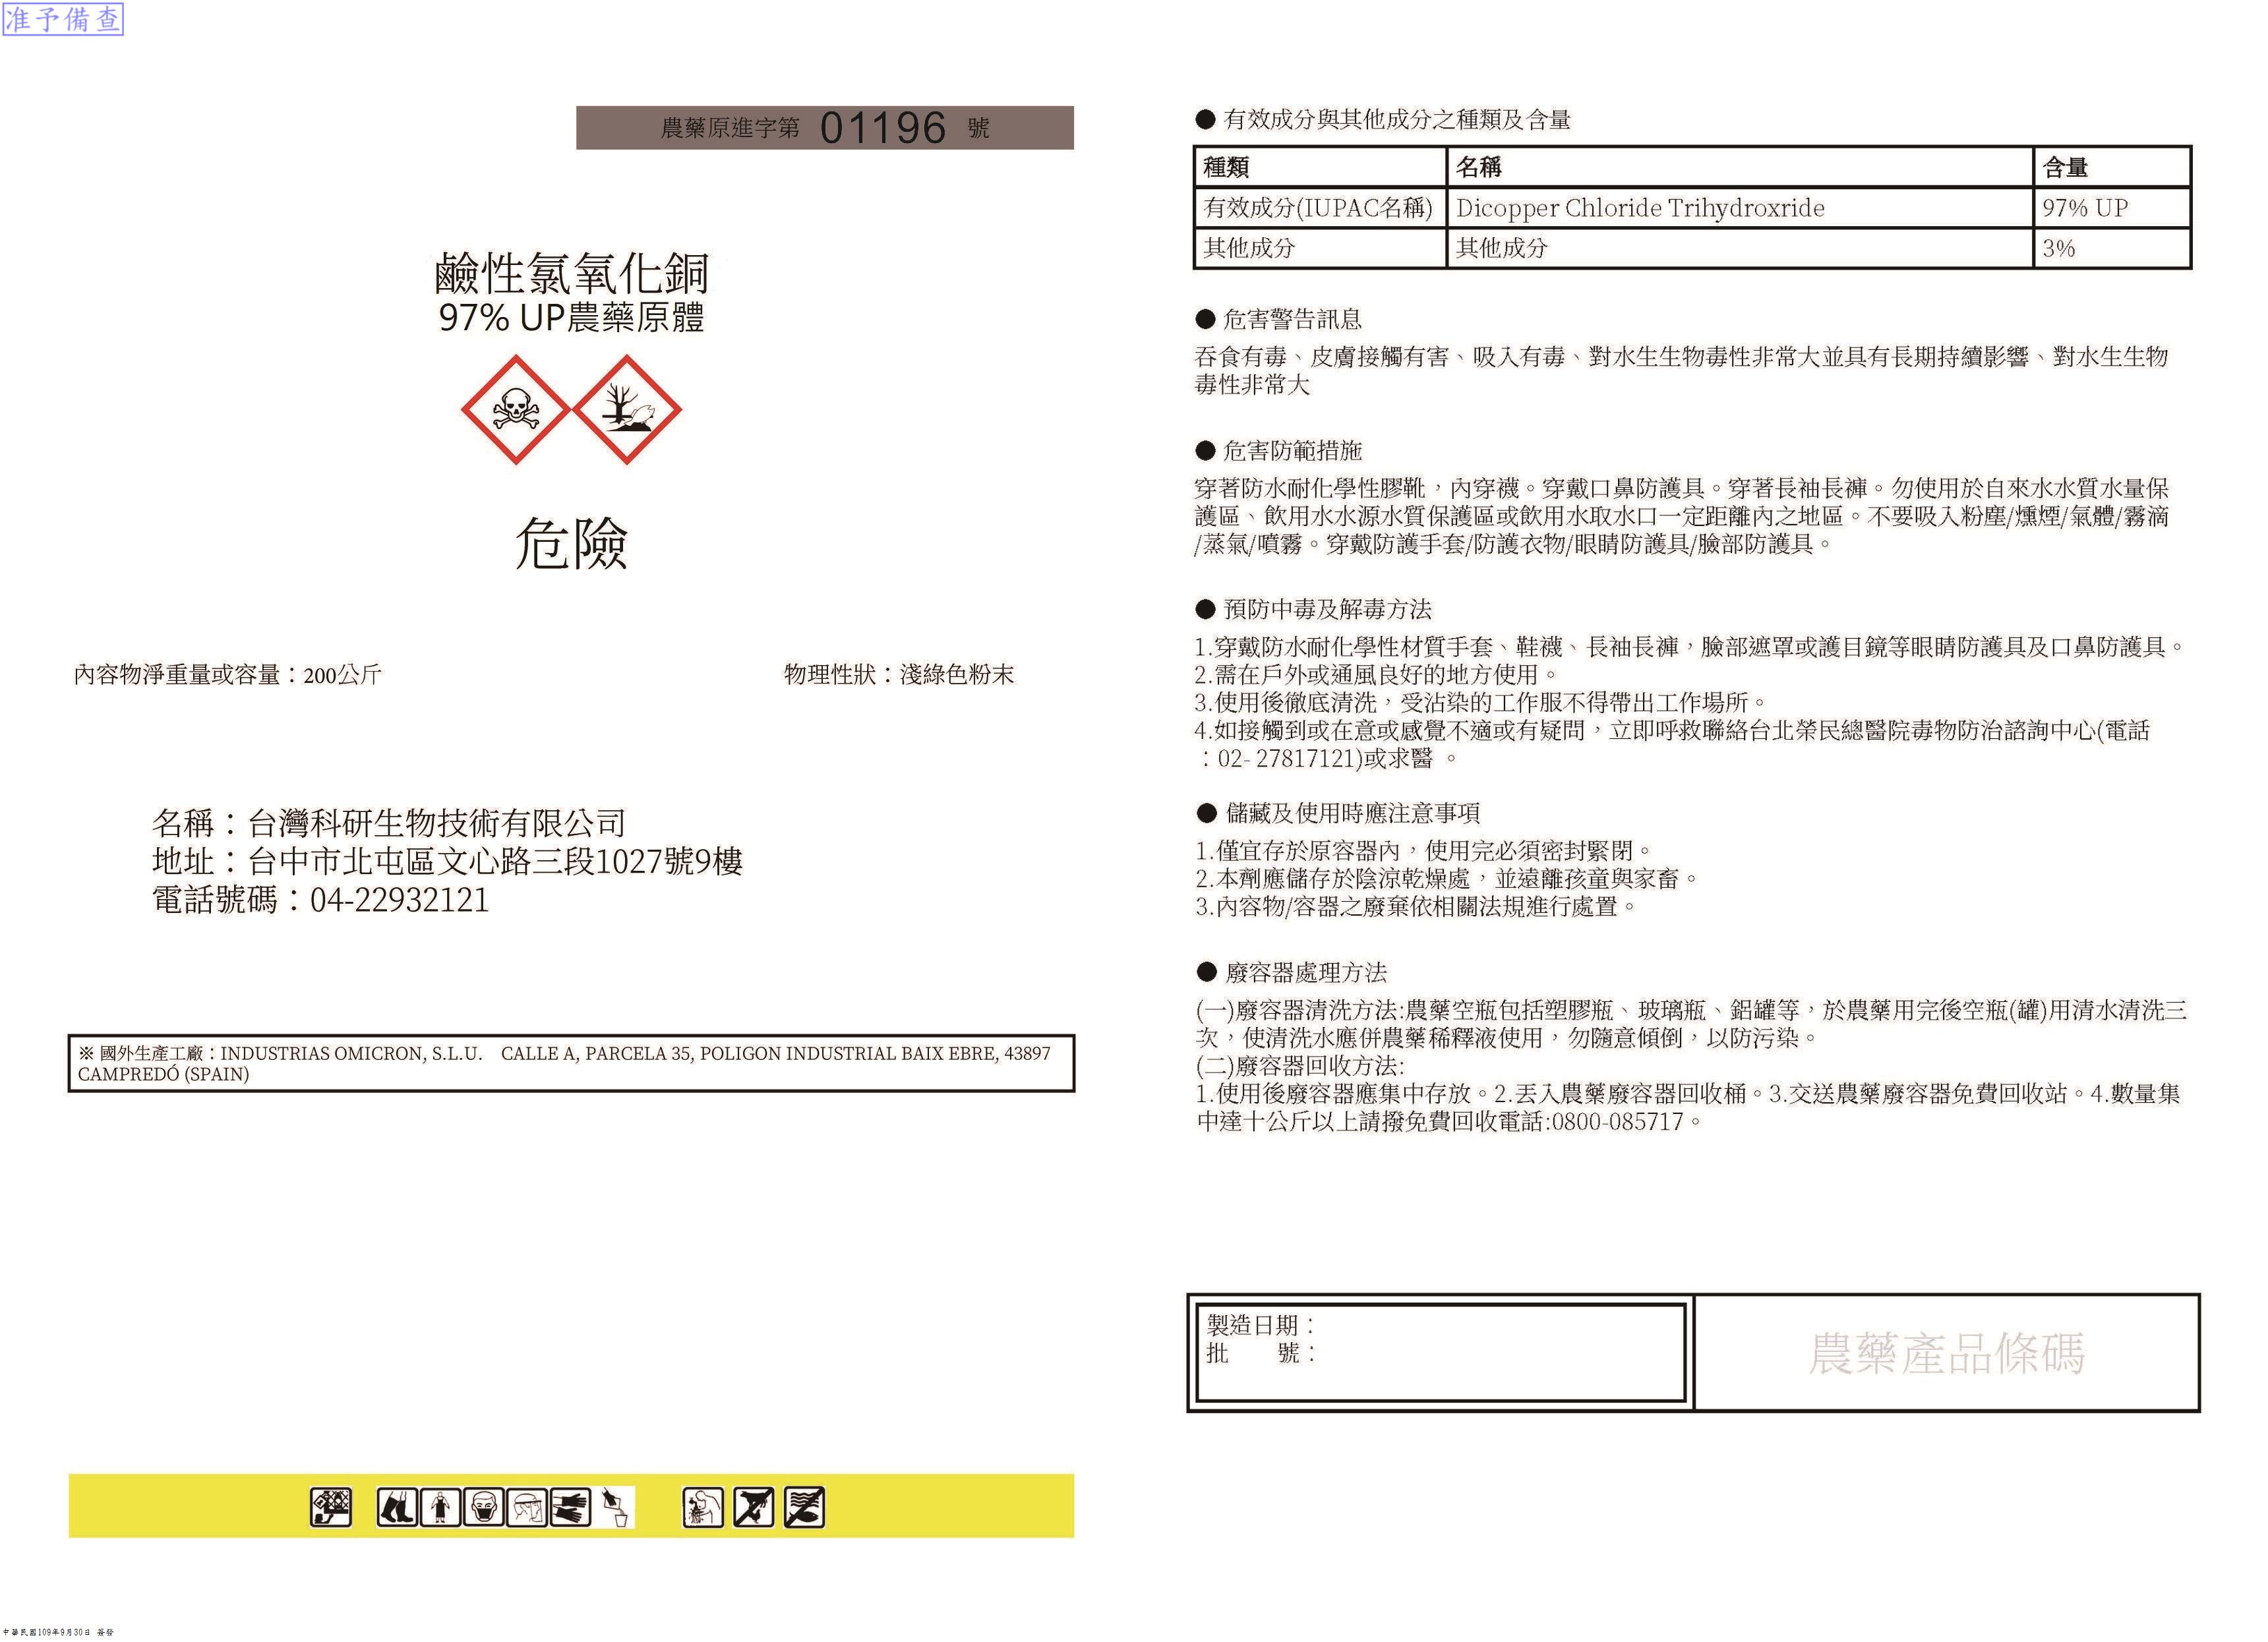 准予備查
農藥原進字第 01196 號
鹼性氯氧化銅
97% UP農藥原體
危險
內容物淨重量或容量：200公斤
物理性狀：淺綠色粉末
名稱：台灣科研生物技術有限公司
地址：台中市北屯區文心路三段1027號9樓
電話號碼：04-22932121
※ 國外生產工廠：INDUSTRIAS OMICRON, S.L.U. CALLE A, PARCELA 35, POLIGON INDUSTRIAL BAIX EBRE, 43897
CAMPREDÓ (SPAIN)
● 有效成分與其他成分之種類及含量
種類 名稱 含量
有效成分(IUPAC名稱) Dicopper Chloride Trihydroxride 97% UP
其他成分 其他成分 3%
● 危害警告訊息
吞食有毒、皮膚接觸有害、吸入有毒、對水生生物毒性非常大並具有長期持續影響、對水生生物
毒性非常大
● 危害防範措施
穿著防水耐化學性膠靴，內穿襪。穿戴口鼻防護具。穿著長袖長褲。勿使用於自來水水質水量保
護區、飲用水水源水質保護區或飲用水取水口一定距離內之地區。不要吸入粉塵/燻煙/氣體/霧滴
/蒸氣/噴霧。穿戴防護手套/防護衣物/眼睛防護具/臉部防護具。
● 預防中毒及解毒方法
1.穿戴防水耐化學性材質手套、鞋襪、長袖長褲，臉部遮罩或護目鏡等眼睛防護具及口鼻防護具。
2.需在戶外或通風良好的地方使用。
3.使用後徹底清洗，受沾染的工作服不得帶出工作場所。
4.如接觸到或在意或感覺不適或有疑問，立即呼救聯絡台北榮民總醫院毒物防治諮詢中心(電話
：02- 27817121)或求醫 。
● 儲藏及使用時應注意事項
1.僅宜存於原容器內，使用完必須密封緊閉。
2.本劑應儲存於陰涼乾燥處，並遠離孩童與家畜。
3.內容物/容器之廢棄依相關法規進行處置。
● 廢容器處理方法
(一)廢容器清洗方法:農藥空瓶包括塑膠瓶、玻璃瓶、鋁罐等，於農藥用完後空瓶(罐)用清水清洗三
次，使清洗水應併農藥稀釋液使用，勿隨意傾倒，以防污染。
(二)廢容器回收方法:
1.使用後廢容器應集中存放。2.丟入農藥廢容器回收桶。3.交送農藥廢容器免費回收站。4.數量集
中達十公斤以上請撥免費回收電話:0800-085717。
製造日期：
批　　號：
農藥產品條碼
中華民國109年9月30日 簽發